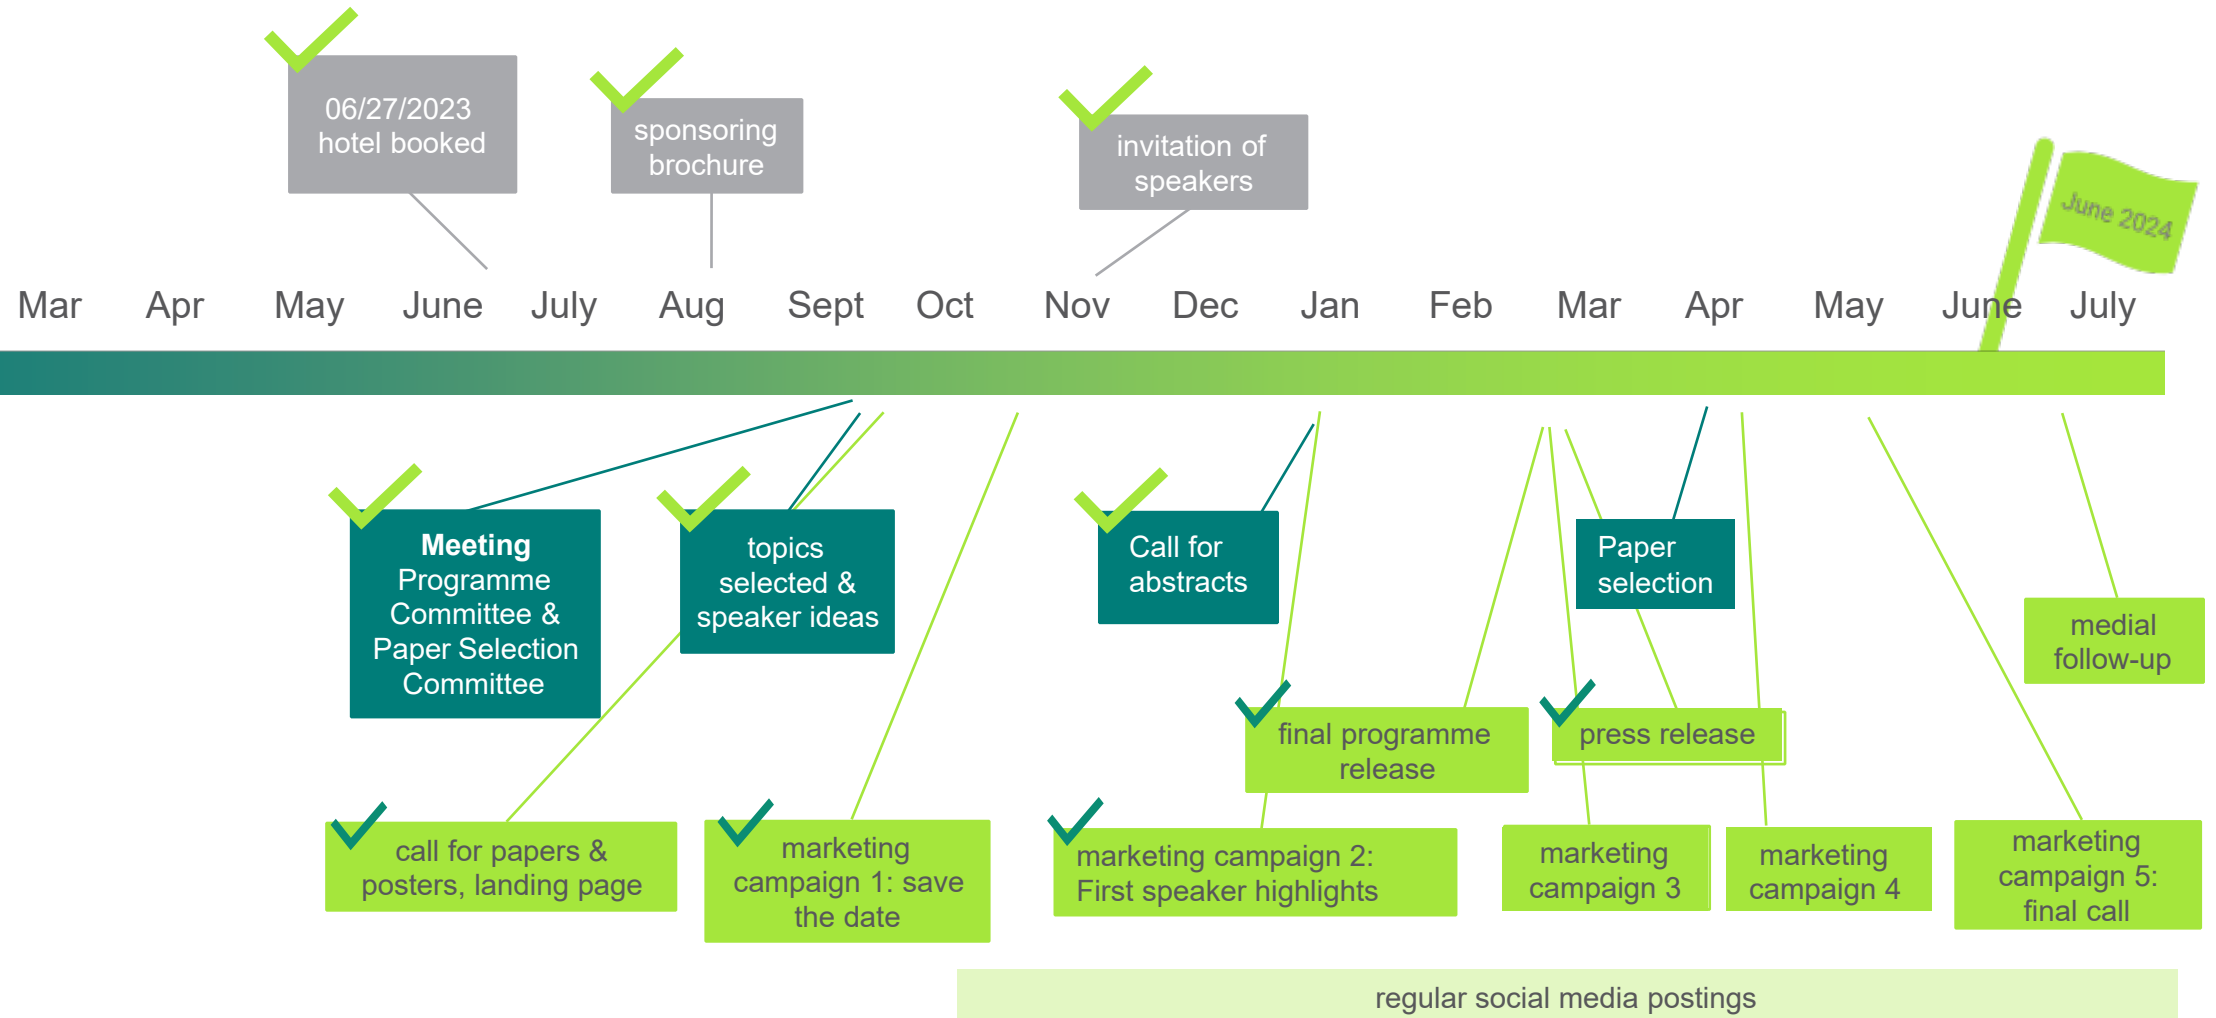 06/27/2023
hotel booked
sponsoring
brochure
invitation of
speakers
June 2024
Mar Apr May June July Aug Sept Oct Nov Dec Jan Feb Mar Apr May June July
Meeting
Programme
Committee &
Paper Selection
Committee
topics
selected &
speaker ideas
Call for
abstracts
Paper
selection
medial
follow-up
final programme
release
press release
call for papers &
posters, landing page
marketing
campaign 1: save
the date
marketing campaign 2:
First speaker highlights
marketing
campaign 3
marketing
campaign 4
marketing
campaign 5:
final call
regular social media postings